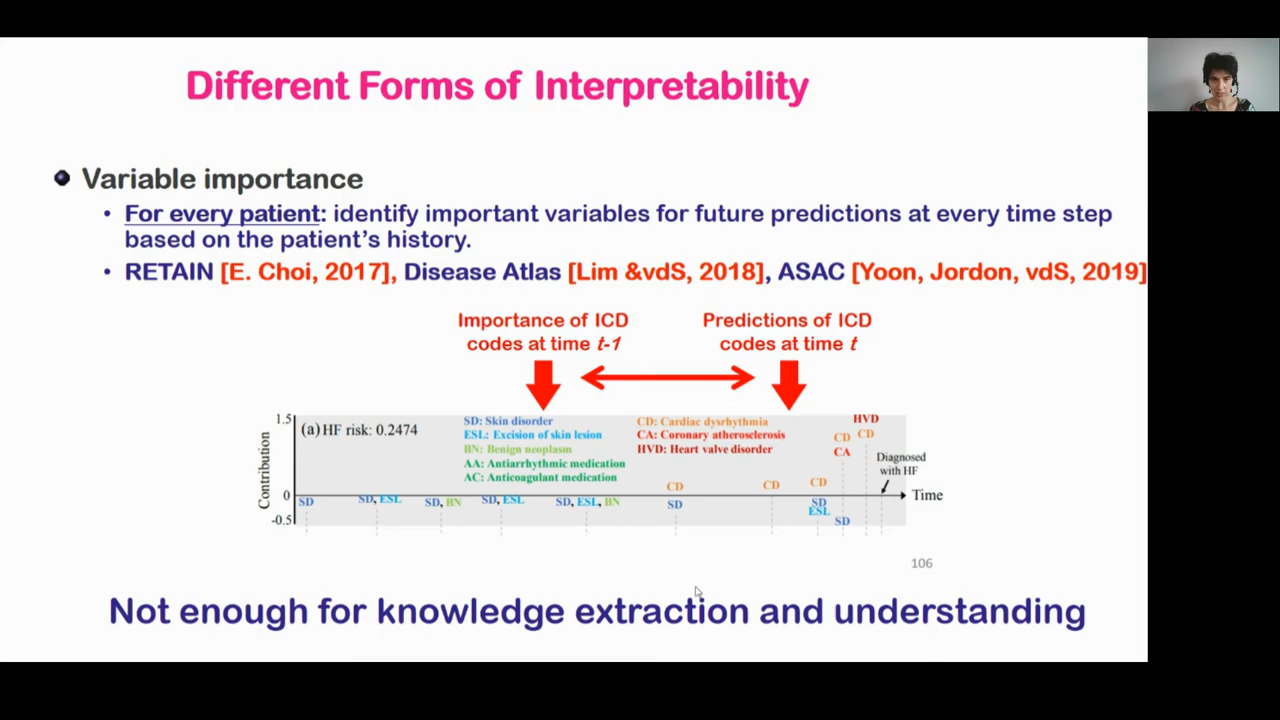 Different Forms of Interpretability
Variable importance
• For every patient: identify important variables for future predictions at every time step
based on the patient's history.
• RETAIN [E. Choi, 2017], Disease Atlas [Lim &vdS, 2018], ASAC [Yoon, Jordon, vdS, 2019]
Importance of ICD
codes at time t-1
Predictions of ICD
codes at time t
1.5
0
-0.5
Contribution
(a) HF risk: 0.2474
SD: Skin disorder
ESL: Excision of skin lesion
BN: Benign neoplasm
AA: Antiarrhythmic medication
AC: Anticoagulant medication
CD: Cardiac dysrhythmia
CA: Coronary atherosclerosis
HVD: Heart valve disorder
SD
SD, ESL
SD, BN
SD, ESL
SD, ESL, BN
CD
SD
CD
CD
SD
ESL
CD
CA
SD
HVD
CD
Diagnosed
with HF
Time
106
Not enough for knowledge extraction and understanding